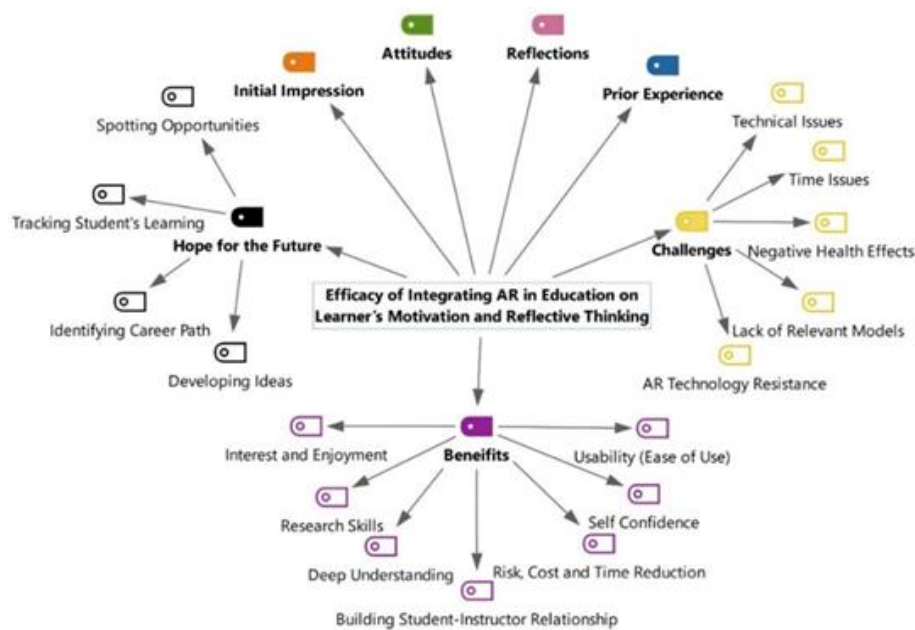 Attitudes
Reflections
Initial Impression
Prior Experience
Spotting Opportunities
Technical Issues
Time Issues
Tracking Student's Learning
Hope for the Future
Challenges
Negative Health Effects
Efficacy of Integrating AR in Education on
Learner's Motivation and Reflective Thinking
Identifying Career Path
Lack of Relevant Models
Developing Ideas
AR Technology Resistance
Interest and Enjoyment
Beneifits
Usability (Ease of Use)
Research Skills
Self Confidence
Deep Understanding
Risk, Cost and Time Reduction
Building Student-Instructor Relationship